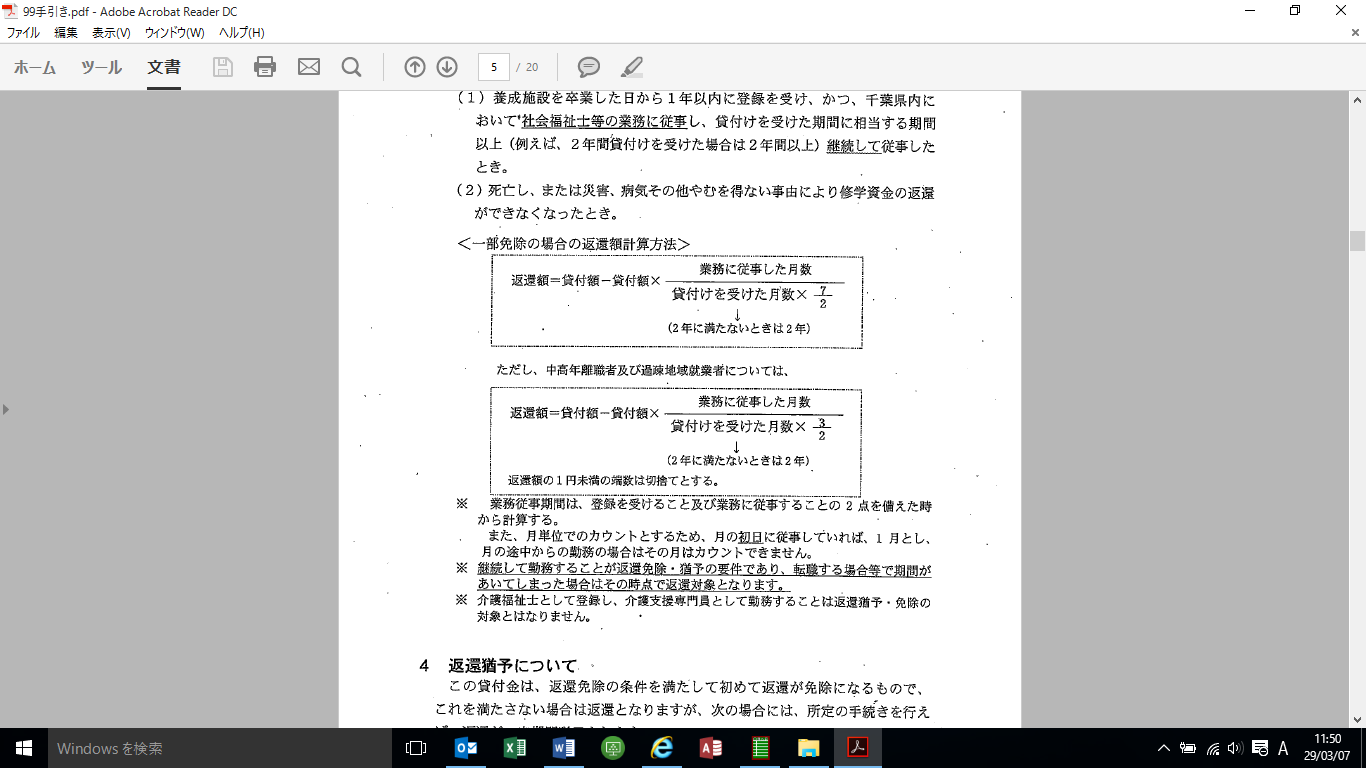 99手引き.pdf - Adobe Acrobat Reader DC
ファイル 編集 表示(V) ウィンドウ(W) ヘルプ(H)
ホーム ツール 文書 5 / 20
(1)養成施設を卒業した日から1年以内に登録を受け、かつ、千葉県内に
おいて社会福祉士等の業務に従事し、貸付けを受けた期間に相当する期間
以上(例えば、2年間貸付けを受けた場合は2年間以上)継続して従事した
とき。
(2)死亡し、または災害、病気その他やむを得ない事由により修学資金の返還
ができなくなったとき。
<一部免除の場合の返還額計算方法>
業務に従事した月数
返還額=貸付額-貸付額×
貸付けを受けた月数× 7/2
↓
(2年に満たないときは2年)
ただし、中高年離職者及び過疎地域就業者については、
業務に従事した月数
返還額=貸付額-貸付額×
貸付けを受けた月数× 3/2
↓
(2年に満たないときは2年)
返還額の1円未満の端数は切捨てとする。
※ 業務従事期間は、登録を受けること及び業務に従事することの2点を備えた時
から計算する。
また、月単位でのカウントとするため、月の初日に従事していれば、1月とし、
月の途中からの勤務の場合はその月はカウントできません。
※ 継続して勤務することが返還免除・猶予の要件であり、転職する場合等で期間が
あいてしまった場合はその時点で返還対象となります。
※ 介護福祉士として登録し、介護支援専門員として勤務することは返還猶予・免除の
対象とはなりません。
4 返還猶予について
この貸付金は、返還免除の条件を満たして初めて返還が免除になるもので、
これを満たさない場合は返還となりますが、次の場合には、所定の手続きを行え
Windows を検索
A
11:50
29/03/07